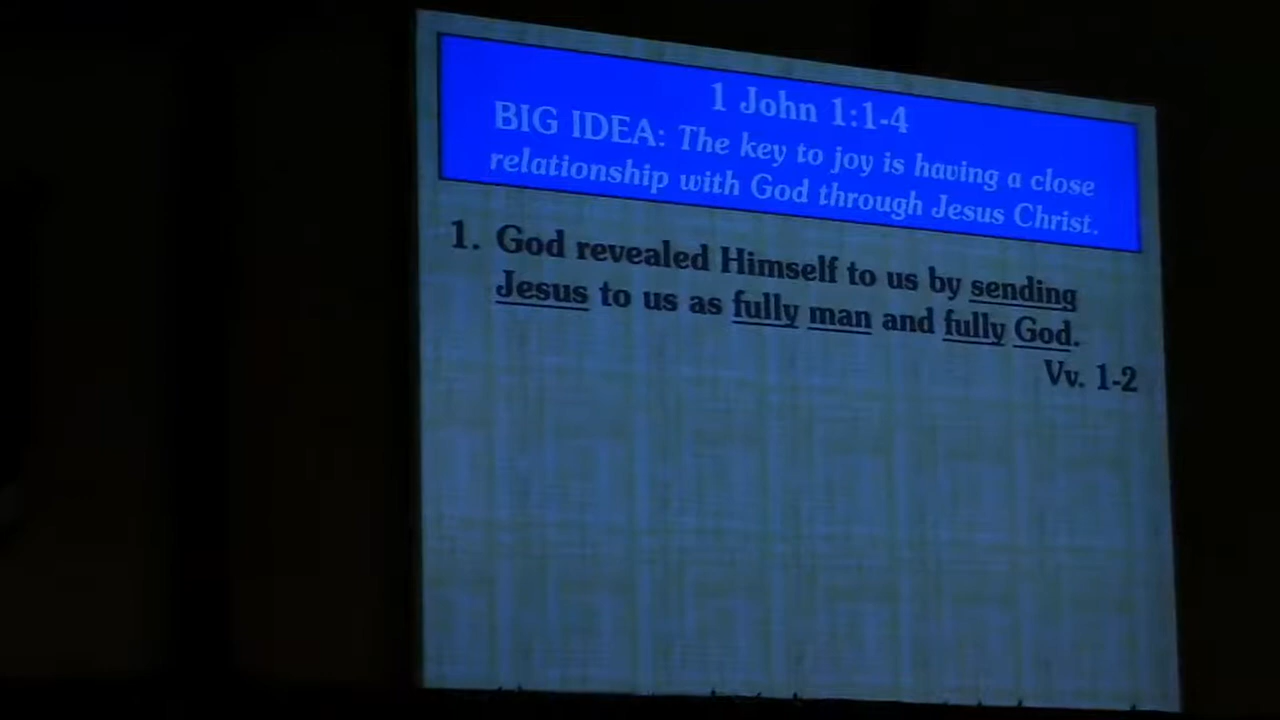 1 John 1:1-4
BIG IDEA: The key to joy is having a close
relationship with God through Jesus Christ.
1. God revealed Himself to us by sending
Jesus to us as fully man and fully God.
Vv. 1-2